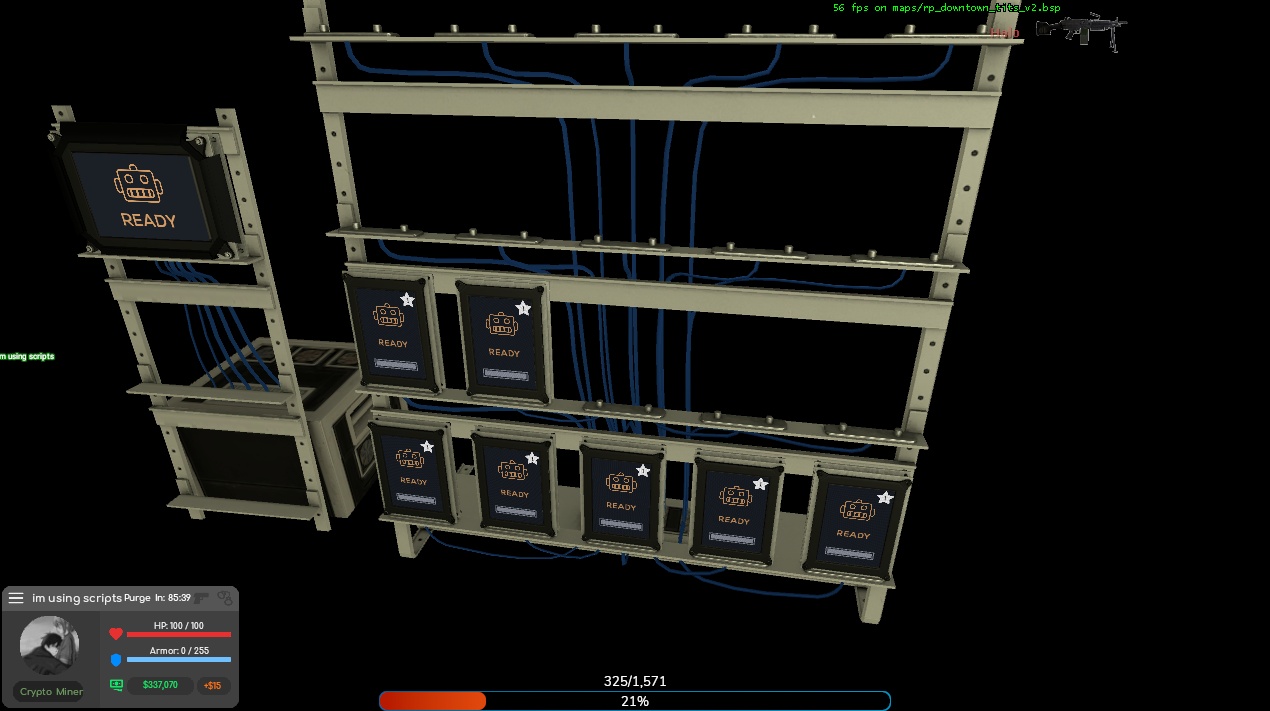 56 fps on maps/rp_downtown_tits_v2.bsp
Halo
READY
READY
READY
m using scripts
READY
READY
READY
READY
READY
im using scripts
Purge In: 85:39
HP: 100 / 100
Armor: 0 / 255
$337,070
+$15
Crypto Miner
325/1,571
21%